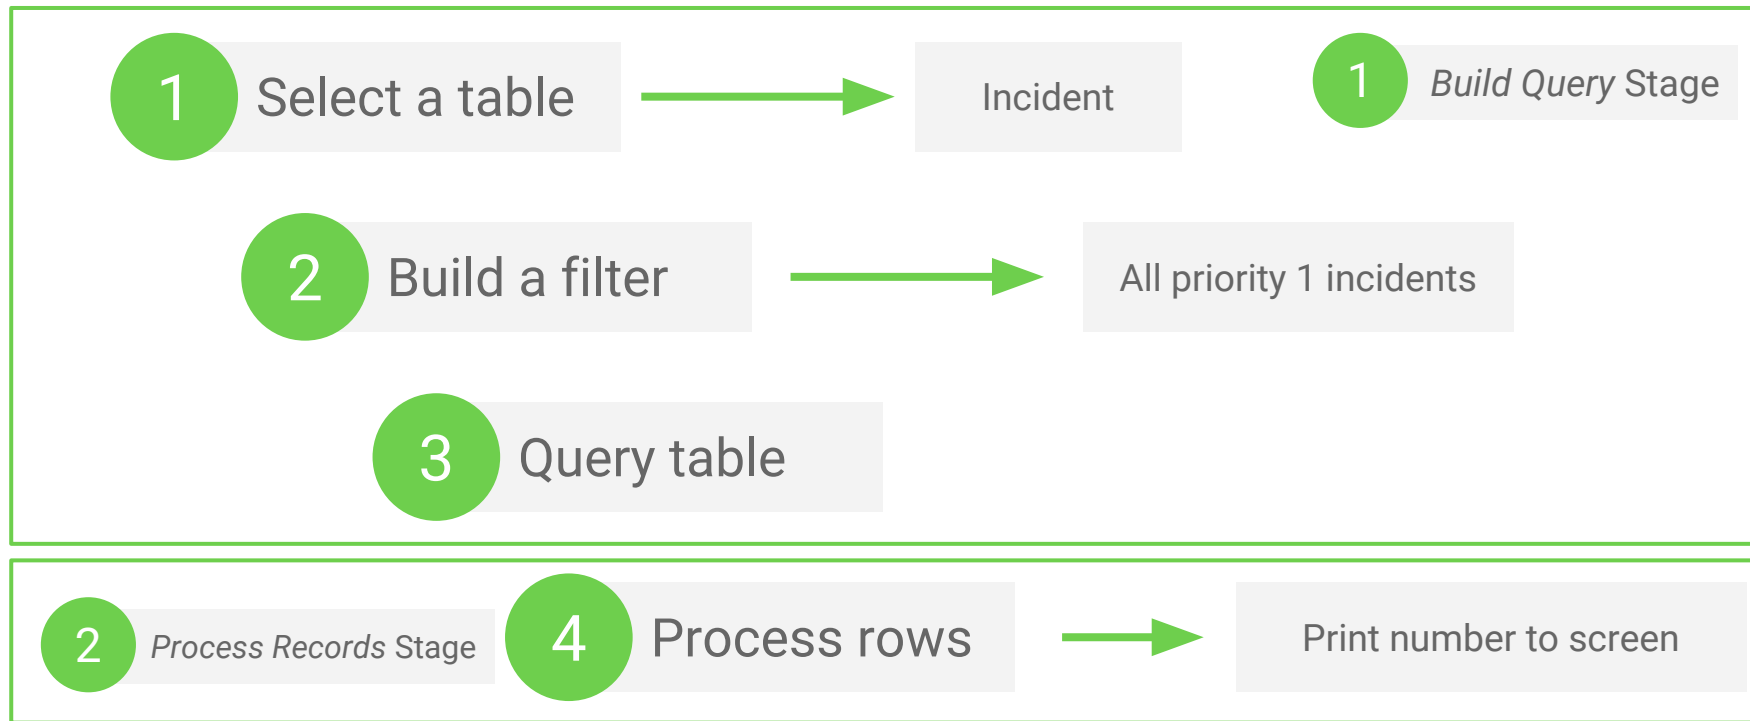 1 Select a table
Incident
1 Build Query Stage
2 Build a filter
All priority 1 incidents
3 Query table
2 Process Records Stage
4 Process rows
Print number to screen